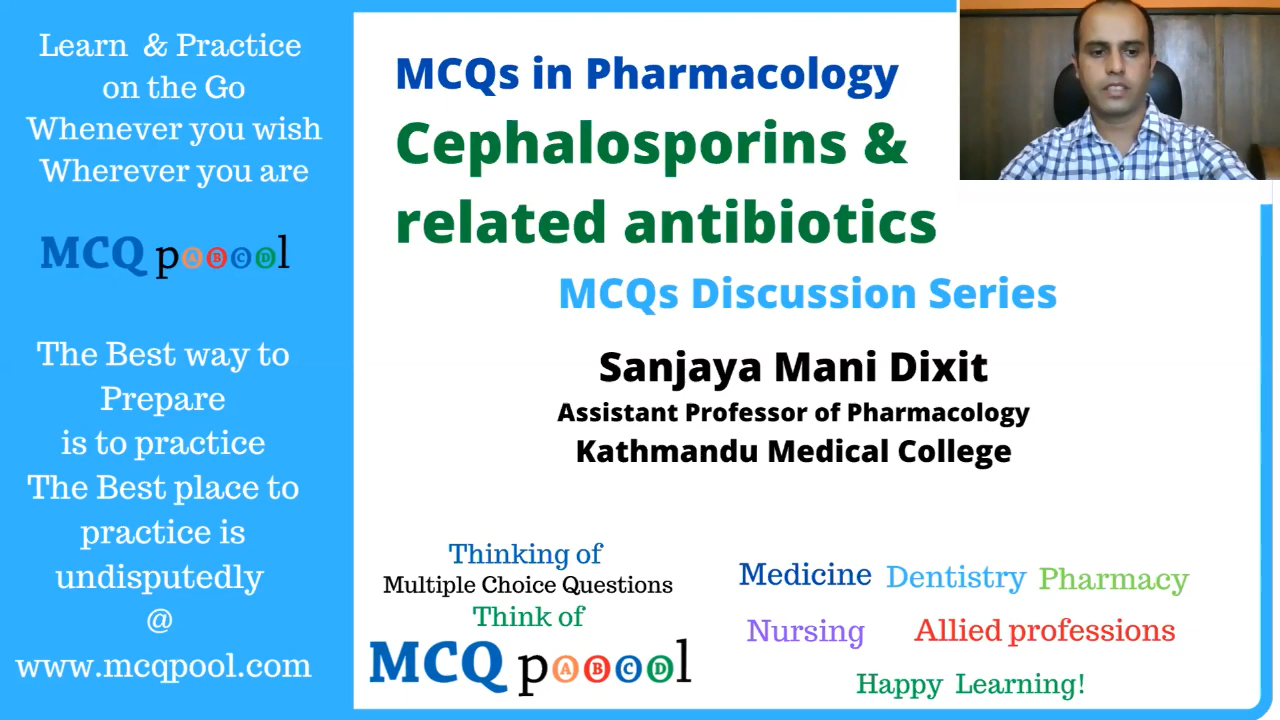 Learn & Practice
on the Go
Whenever you wish
Wherever you are
MCQ pABCDl
The Best way to
Prepare
is to practice
The Best place to
practice is
undisputedly
@
www.mcqpool.com
MCQs in Pharmacology
Cephalosporins &
related antibiotics
MCQs Discussion Series
Sanjaya Mani Dixit
Assistant Professor of Pharmacology
Kathmandu Medical College
Thinking of
Multiple Choice Questions
Think of
MCQ pABCDl
Medicine Dentistry Pharmacy
Nursing Allied professions
Happy Learning!